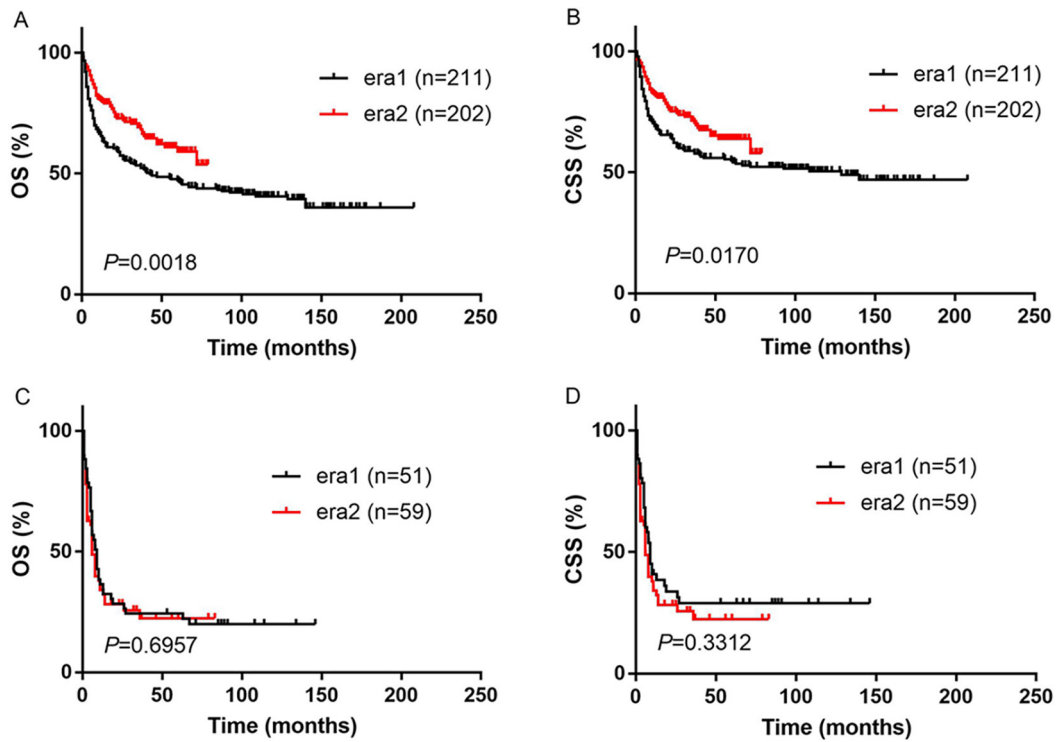 A
OS (%)
100
50
0
era1 (n=211)
era2 (n=202)
P=0.0018
0 50 100 150 200 250
Time (months)
B
CSS (%)
100
50
0
era1 (n=211)
era2 (n=202)
P=0.0170
0 50 100 150 200 250
Time (months)
C
OS (%)
100
50
0
era1 (n=51)
era2 (n=59)
P=0.6957
0 50 100 150 200 250
Time (months)
D
CSS (%)
100
50
0
era1 (n=51)
era2 (n=59)
P=0.3312
0 50 100 150 200 250
Time (months)